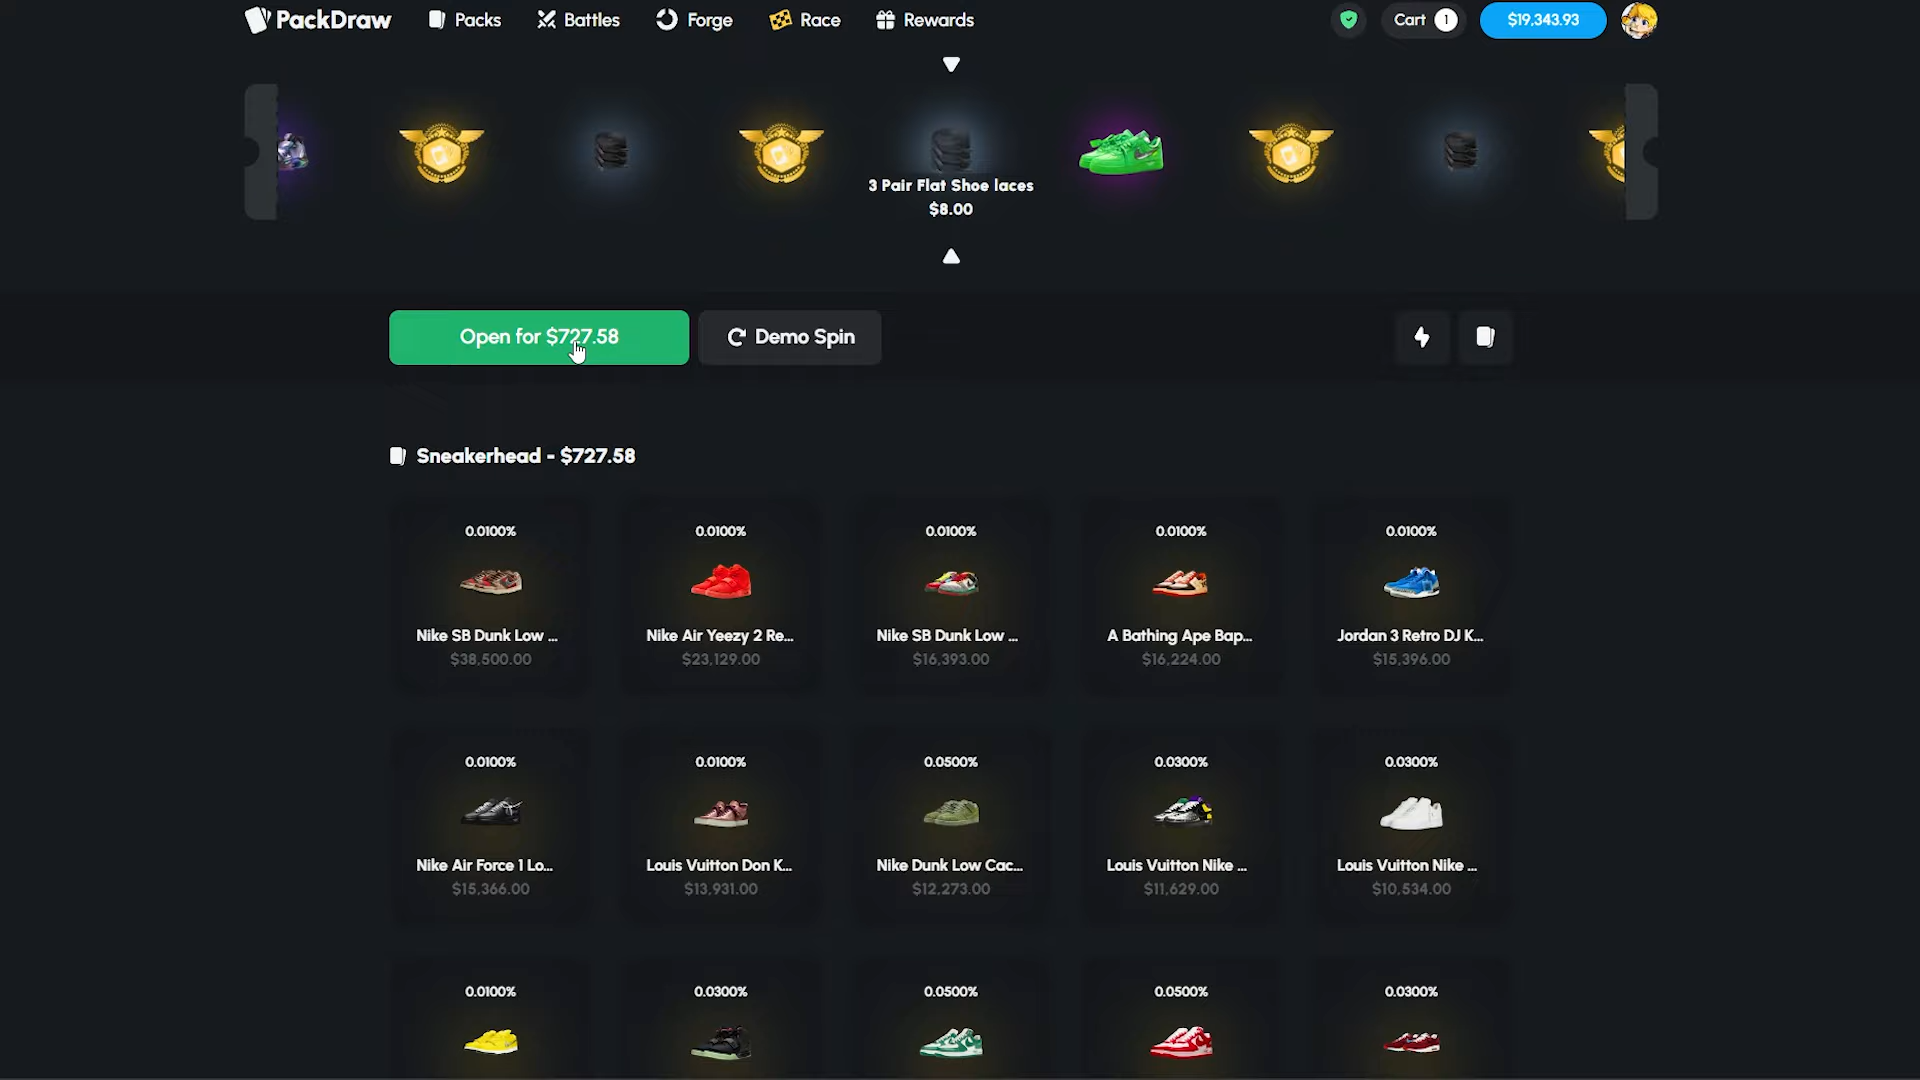 PackDraw
Packs
Battles
Forge
Race
Rewards
Cart 1
$19,343.93
3 Pair Flat Shoe laces
$8.00
Open for $727.58
Demo Spin
Sneakerhead - $727.58
0.0100%
0.0100%
0.0100%
0.0100%
0.0100%
Nike SB Dunk Low ...
Nike Air Yeezy 2 Re...
Nike SB Dunk Low ...
A Bathing Ape Bap...
Jordan 3 Retro DJ K...
$38,500.00
$23,129.00
$16,393.00
$16,224.00
$15,396.00
0.0100%
0.0100%
0.0500%
0.0300%
0.0300%
Nike Air Force 1 Lo...
Louis Vuitton Don K...
Nike Dunk Low Cac...
Louis Vuitton Nike ...
Louis Vuitton Nike ...
$15,366.00
$13,931.00
$12,273.00
$11,629.00
$10,534.00
0.0100%
0.0300%
0.0500%
0.0500%
0.0300%